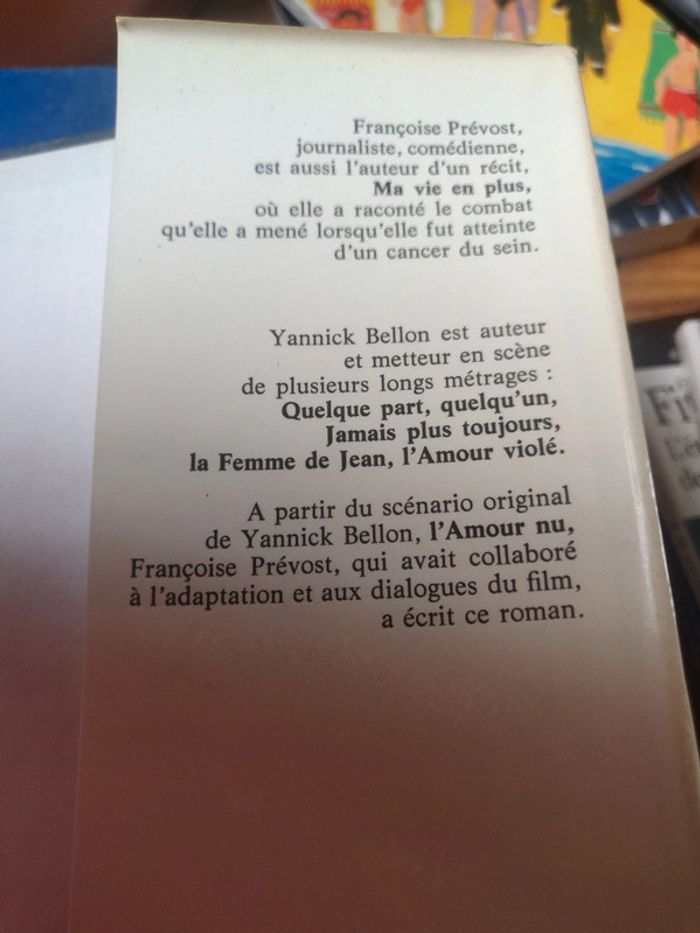 Françoise Prévost,
journaliste, comédienne,
est aussi l'auteur d'un récit,
Ma vie en plus,
où elle a raconté le combat
qu'elle a mené lorsqu'elle fut atteinte
d'un cancer du sein.
Yannick Bellon est auteur
et metteur en scène
de plusieurs longs métrages :
Quelque part, quelqu'un,
Jamais plus toujours,
la Femme de Jean, l'Amour violé.
A partir du scénario original
de Yannick Bellon, l'Amour nu,
Françoise Prévost, qui avait collaboré
à l'adaptation et aux dialogues du film,
a écrit ce roman.